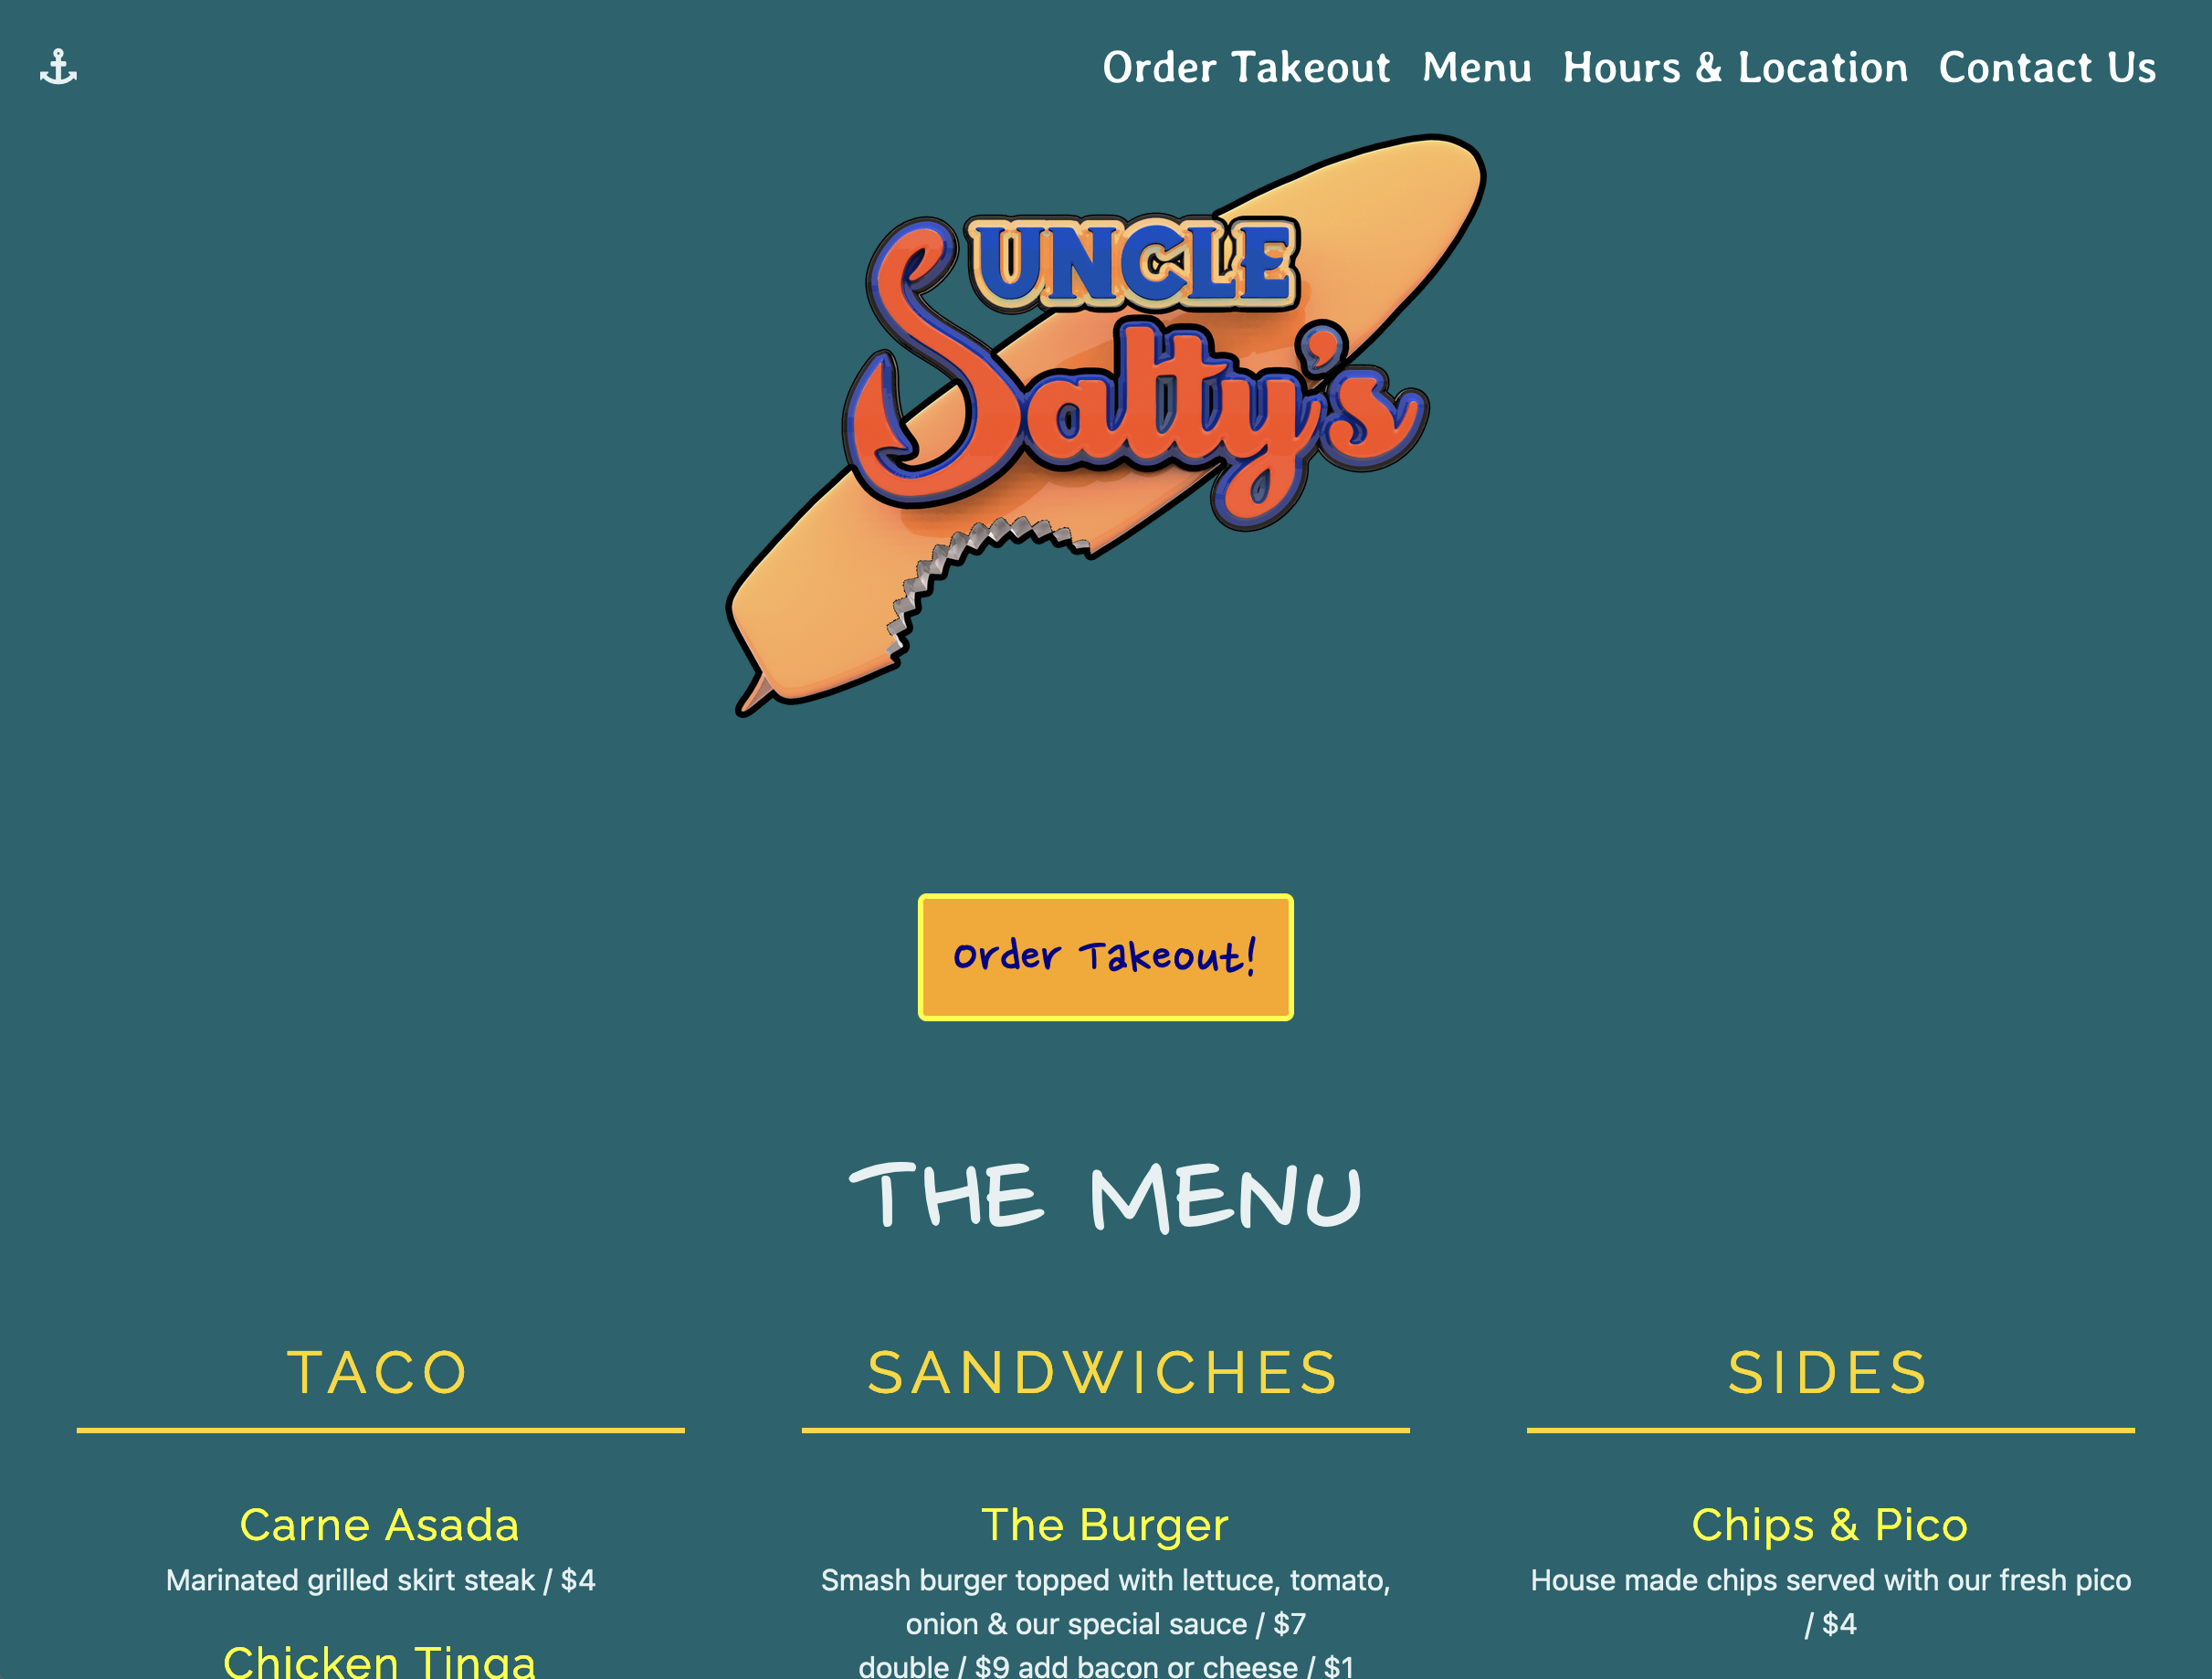 Order Takeout Menu Hours & Location Contact Us
UNCLE
Salty's
Order Takeout!
THE MENU
TACO
Carne Asada
Marinated grilled skirt steak / $4
Chicken Tinga
SANDWICHES
The Burger
Smash burger topped with lettuce, tomato,
onion & our special sauce / $7
double / $9 add bacon or cheese / $1
SIDES
Chips & Pico
House made chips served with our fresh pico
/ $4